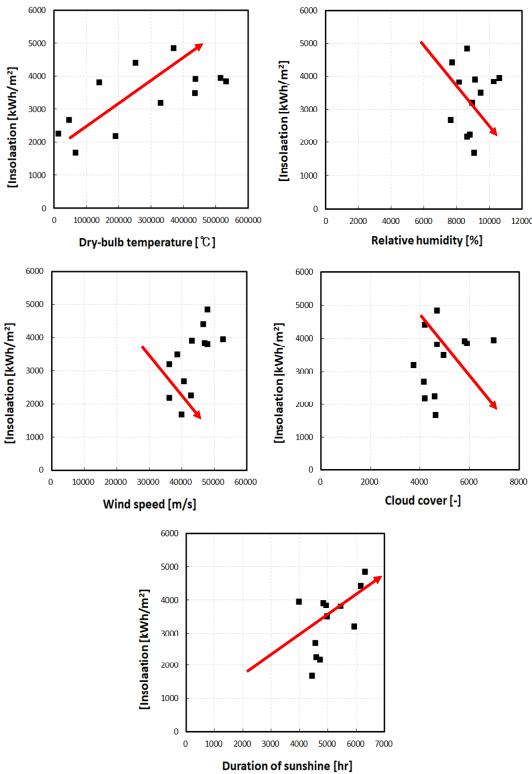 [Insolaation [kWh/m²]
6000
5000
4000
3000
2000
1000
0
0 100000 200000 300000 400000 500000 600000
Dry-bulb temperature [℃]
[Insolaation [kWh/m²]
6000
5000
4000
3000
2000
1000
0
0 2000 4000 6000 8000 10000 12000
Relative humidity [%]
[Insolaation [kWh/m²]
6000
5000
4000
3000
2000
1000
0
0 10000 20000 30000 40000 50000 60000
Wind speed [m/s]
[Insolaation [kWh/m²]
6000
5000
4000
3000
2000
1000
0
0 2000 4000 6000 8000
Cloud cover [-]
[Insolaation [kWh/m²]
6000
5000
4000
3000
2000
1000
0
0 1000 2000 3000 4000 5000 6000 7000
Duration of sunshine [hr]